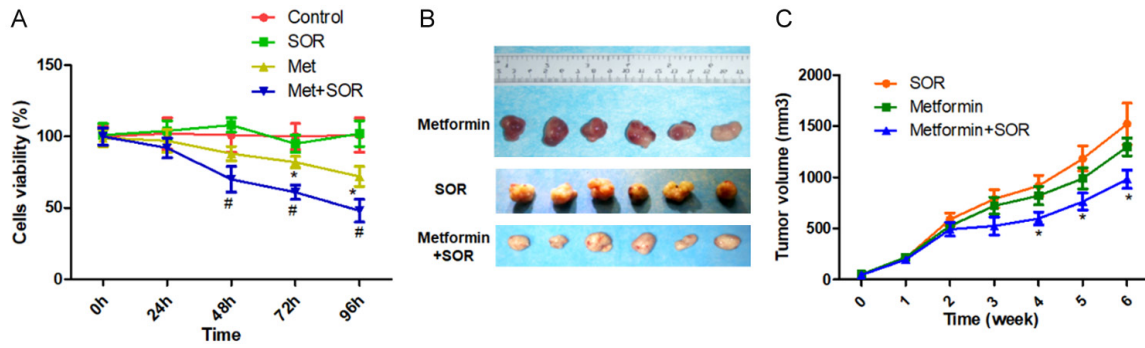 A
Control
SOR
Met
Met+SOR
150
100
50
0
Cells viability (%)
*
*
#
#
#
0h
24h
48h
72h
96h
Time
B
Metformin
SOR
Metformin
+SOR
C
SOR
Metformin
Metformin+SOR
2000
1500
1000
500
0
Tumor volume (mm3)
*
*
*
0
1
2
3
4
5
6
Time (week)